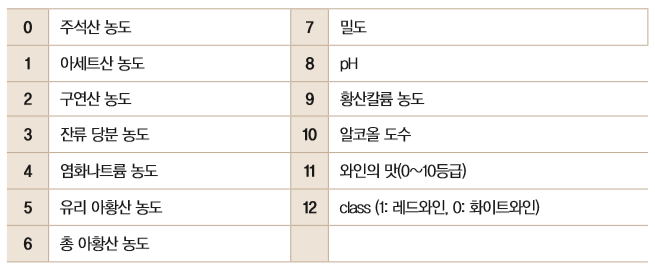 0 주석산 농도 7 밀도
1 아세트산 농도 8 pH
2 구연산 농도 9 황산칼륨 농도
3 잔류 당분 농도 10 알코올 도수
4 염화나트륨 농도 11 와인의 맛(0~10등급)
5 유리 아황산 농도 12 class (1: 레드와인, 0: 화이트와인)
6 총 아황산 농도